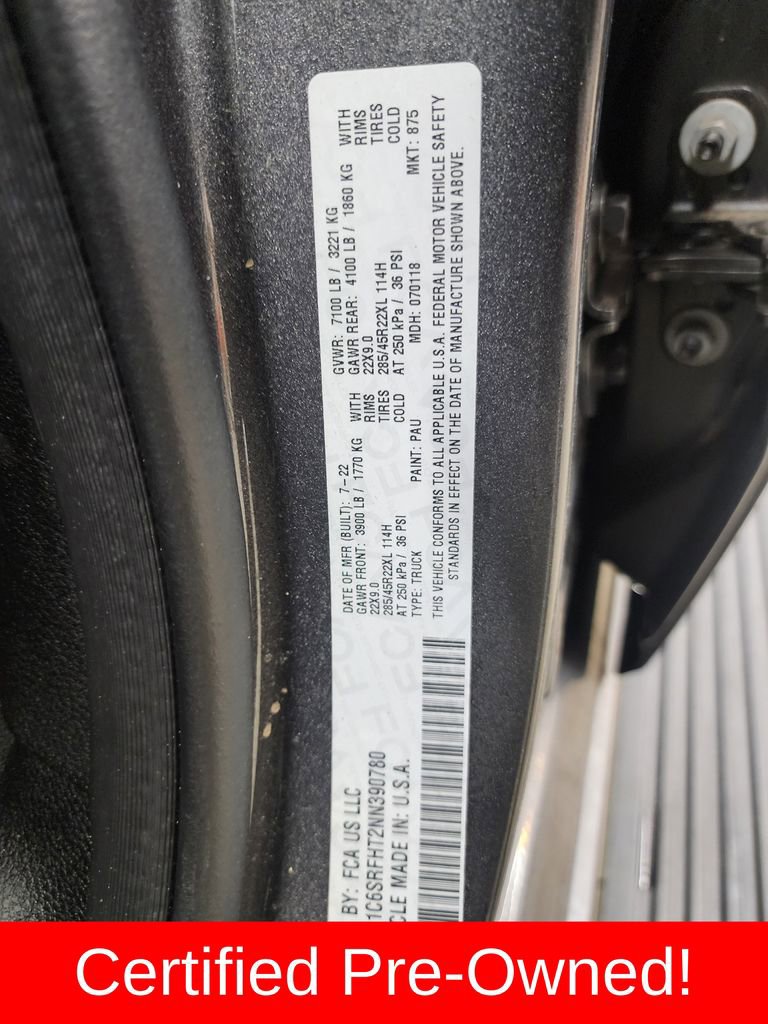 BY: FCA US LLC
1C6SRFHT2NN390780
CLE MADE IN: U.S.A.
DATE OF MFR (BUILT): 7-22
GAWR FRONT: 3900 LB / 1770 KG WITH
22X9.0 RIMS
285/45R22XL 114H TIRES
AT 250 kPa / 36 PSI COLD
GVWR: 7100 LB / 3221 KG
GAWR REAR: 4100 LB / 1860 KG WITH
22X9.0 RIMS
285/45R22XL 114H TIRES
AT 250 kPa / 36 PSI COLD
TYPE: TRUCK PAINT: PAU MDH: 070118 MKT: 875
THIS VEHICLE CONFORMS TO ALL APPLICABLE U.S.A. FEDERAL MOTOR VEHICLE SAFETY
STANDARDS IN EFFECT ON THE DATE OF MANUFACTURE SHOWN ABOVE.
Certified Pre-Owned!